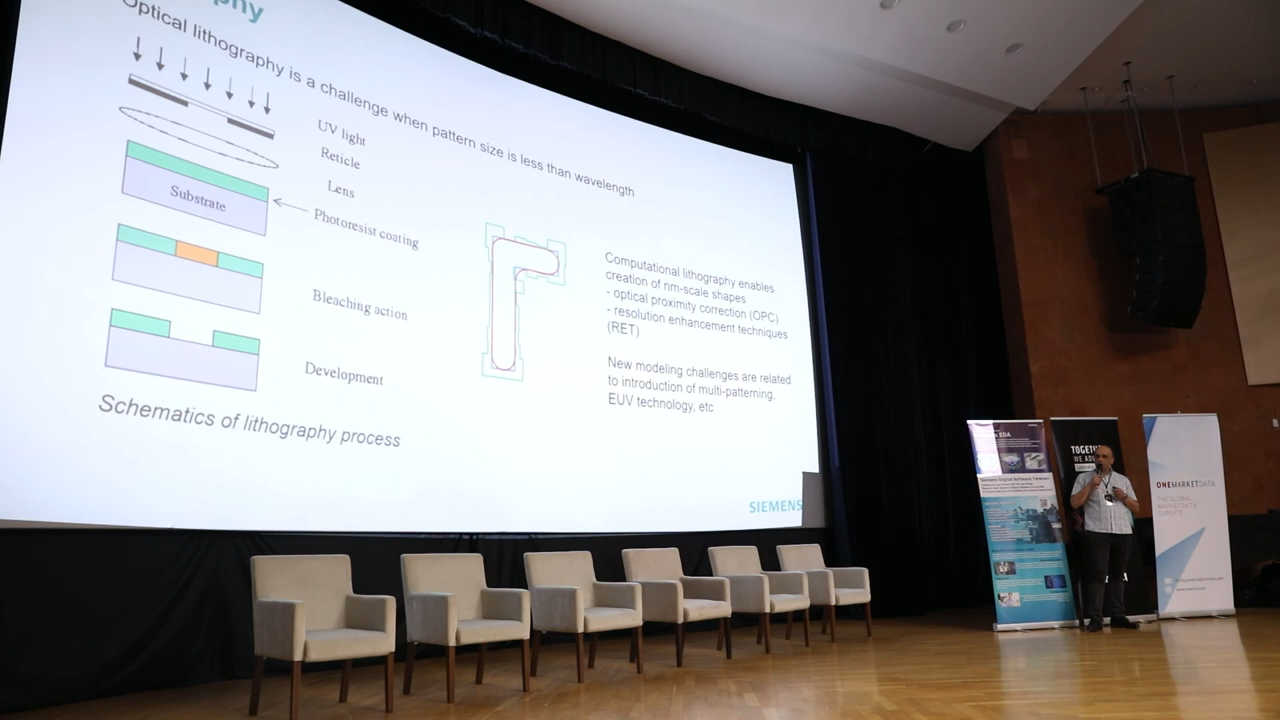 Optical lithography is a challenge when pattern size is less than wavelength
UV light
Reticle
Lens
Substrate
Photoresist coating
Bleaching action
Development
Schematics of lithography process
Computational lithography enables
creation of nm-scale shapes
- optical proximity correction (OPC)
- resolution enhancement techniques
(RET)
New modeling challenges are related
to introduction of multi-patterning,
EUV technology, etc
SIEMENS
EDA
Siemens Digital Software
WE
ONEMARKETDATA
THE GLOBAL
MARKET DATA
EXPERTS